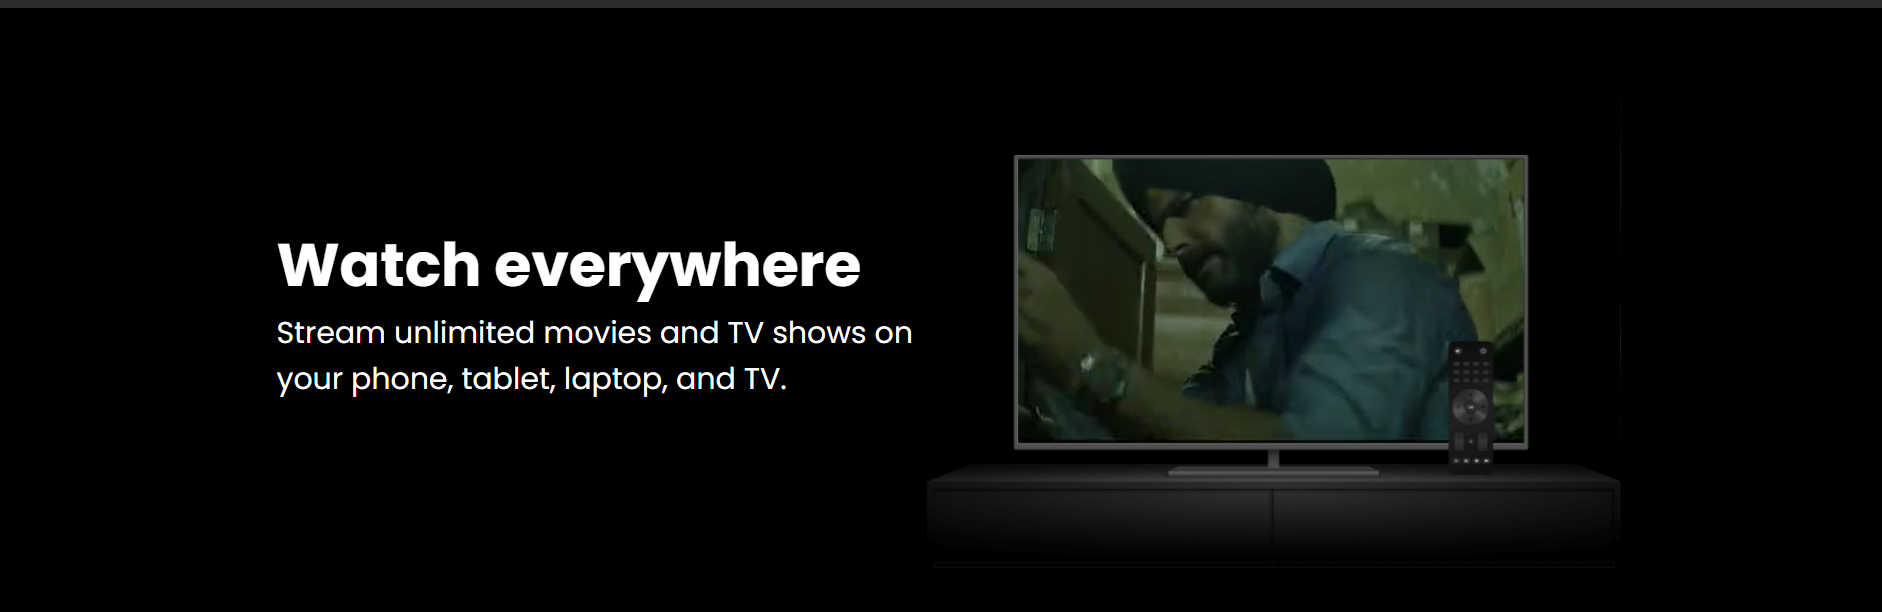 Watch everywhere
Stream unlimited movies and TV shows on
your phone, tablet, laptop, and TV.